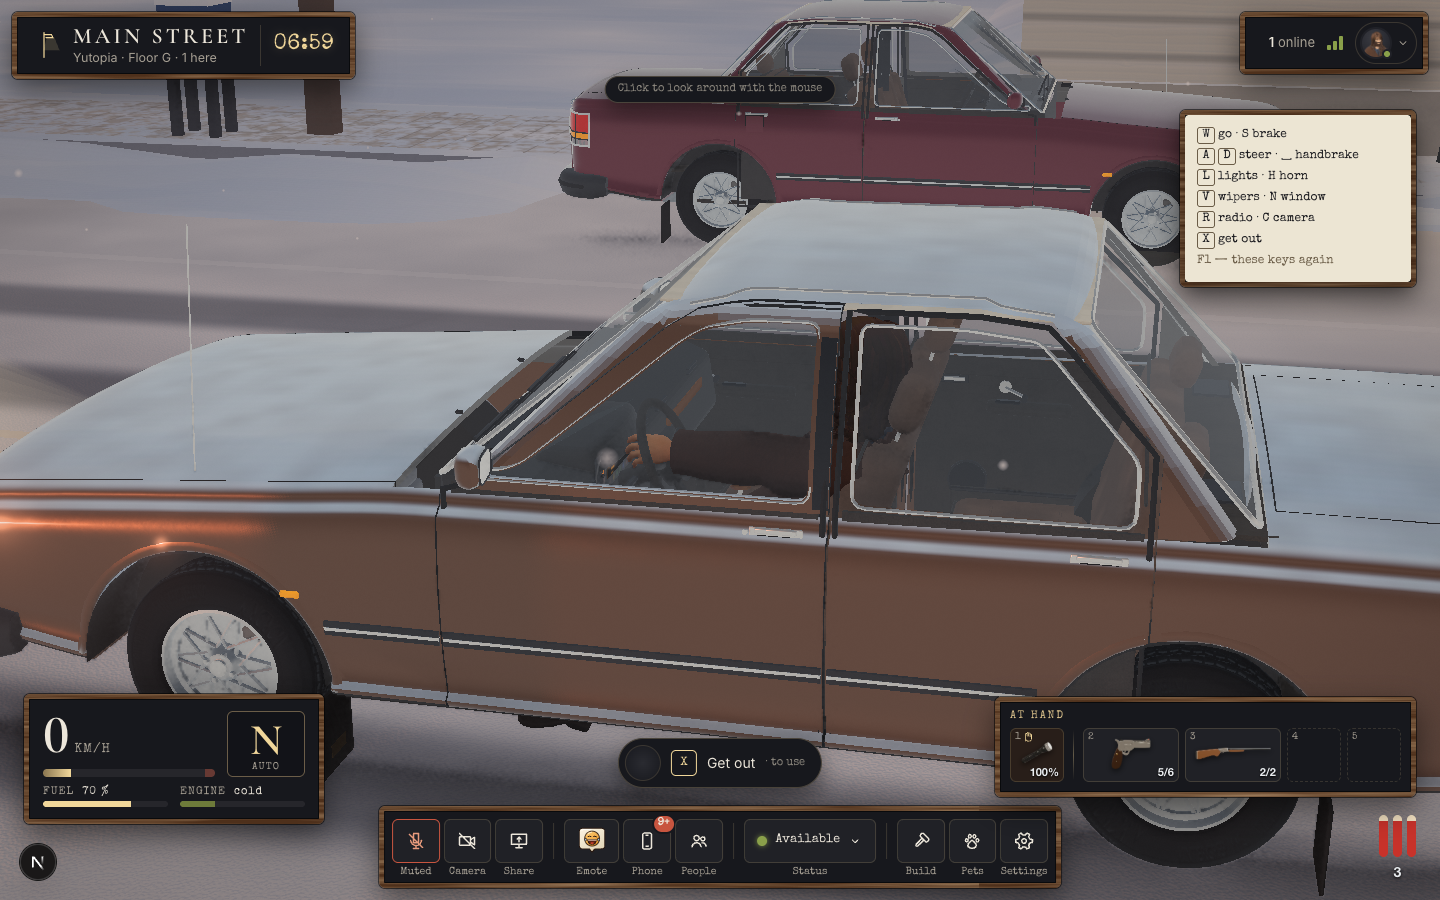 MAIN STREET
Yutopia · Floor G · 1 here
06:59
1 online
Click to look around with the mouse
W go · S brake
A D steer · ⎵ handbrake
L lights · H horn
V wipers · N window
R radio · C camera
X get out
F1 — these keys again
0 KM/H
N
AUTO
FUEL 70 %
ENGINE cold
X Get out · to use
AT HAND
1 100%
2 5/6
3 2/2
4
5
9+
Muted
Camera
Share
Emote
Phone
People
Available
Status
Build
Pets
Settings
N
3